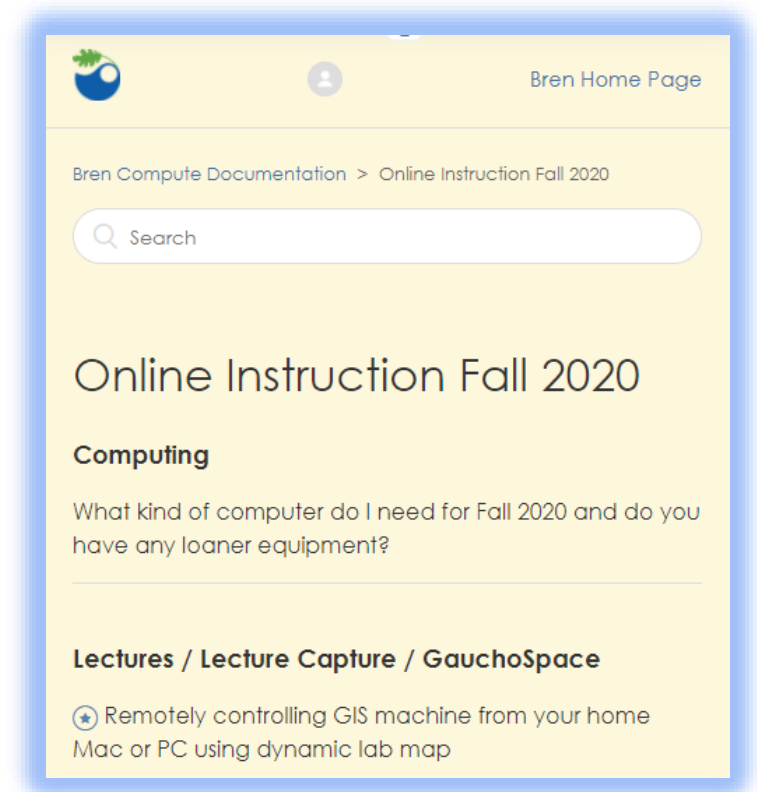 Bren Home Page
Bren Compute Documentation > Online Instruction Fall 2020
Search
Online Instruction Fall 2020
Computing
What kind of computer do I need for Fall 2020 and do you
have any loaner equipment?
Lectures / Lecture Capture / GauchoSpace
Remotely controlling GIS machine from your home
Mac or PC using dynamic lab map